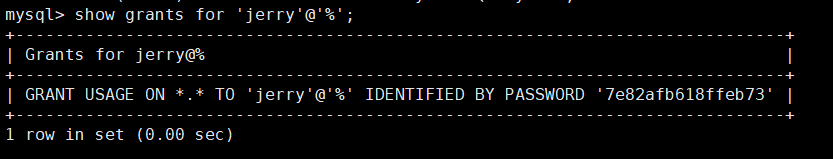 mysql> show grants for 'jerry'@'%';
+------------------------------------------------------------------------+
| Grants for jerry@%                                                     |
+------------------------------------------------------------------------+
| GRANT USAGE ON *.* TO 'jerry'@'%' IDENTIFIED BY PASSWORD '7e82afb618ffeb73' |
+------------------------------------------------------------------------+
1 row in set (0.00 sec)